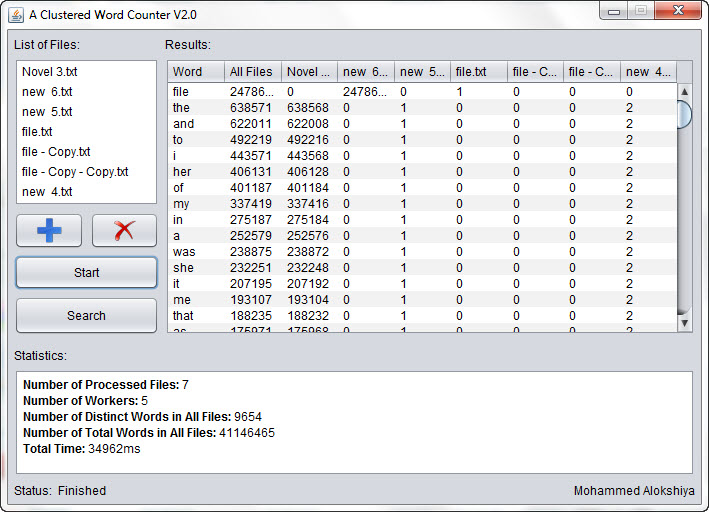 A Clustered Word Counter V2.0
List of Files:
Novel 3.txt
new 6.txt
new 5.txt
file.txt
file - Copy.txt
file - Copy - Copy.txt
new 4.txt
Start
Search
Results:
Word All Files Novel ... new 6... new 5... file.txt file - C... file - C... new 4...
file 24786... 0 24786... 0 1 0 0 0
the 638571 638568 0 1 0 0 0 2
and 622011 622008 0 1 0 0 0 2
to 492219 492216 0 1 0 0 0 2
i 443571 443568 0 1 0 0 0 2
her 406131 406128 0 1 0 0 0 2
of 401187 401184 0 1 0 0 0 2
my 337419 337416 0 1 0 0 0 2
in 275187 275184 0 1 0 0 0 2
a 252579 252576 0 1 0 0 0 2
was 238875 238872 0 1 0 0 0 2
she 232251 232248 0 1 0 0 0 2
it 207195 207192 0 1 0 0 0 2
me 193107 193104 0 1 0 0 0 2
that 188235 188232 0 1 0 0 0 2
as 175971 175968 0 1 0 0 0 2
Statistics:
Number of Processed Files: 7
Number of Workers: 5
Number of Distinct Words in All Files: 9654
Number of Total Words in All Files: 41146465
Total Time: 34962ms
Status: Finished
Mohammed Alokshiya